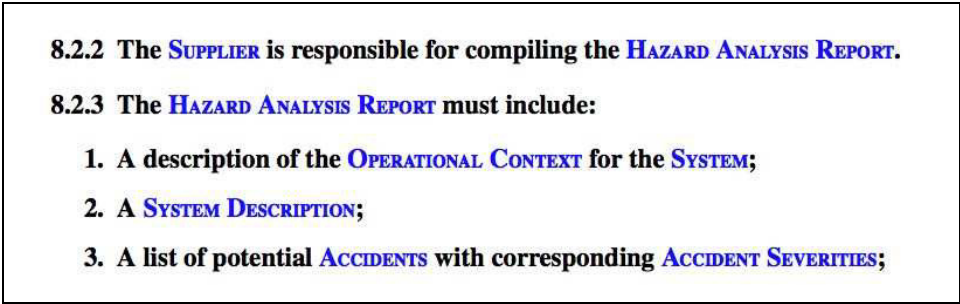 8.2.2 The Supplier is responsible for compiling the Hazard Analysis Report.
8.2.3 The Hazard Analysis Report must include:
1. A description of the Operational Context for the System;
2. A System Description;
3. A list of potential Accidents with corresponding Accident Severities;